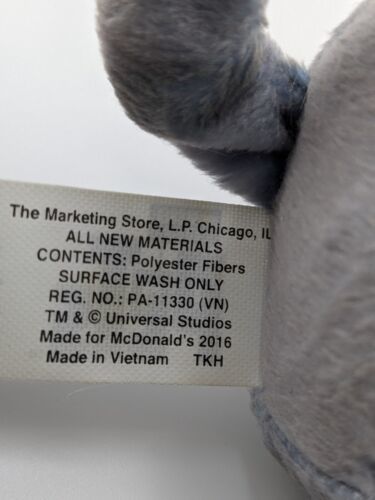 The Marketing Store, L.P. Chicago, IL
ALL NEW MATERIALS
CONTENTS: Polyester Fibers
SURFACE WASH ONLY
REG. NO.: PA-11330 (VN)
TM & © Universal Studios
Made for McDonald's 2016
Made in Vietnam TKH